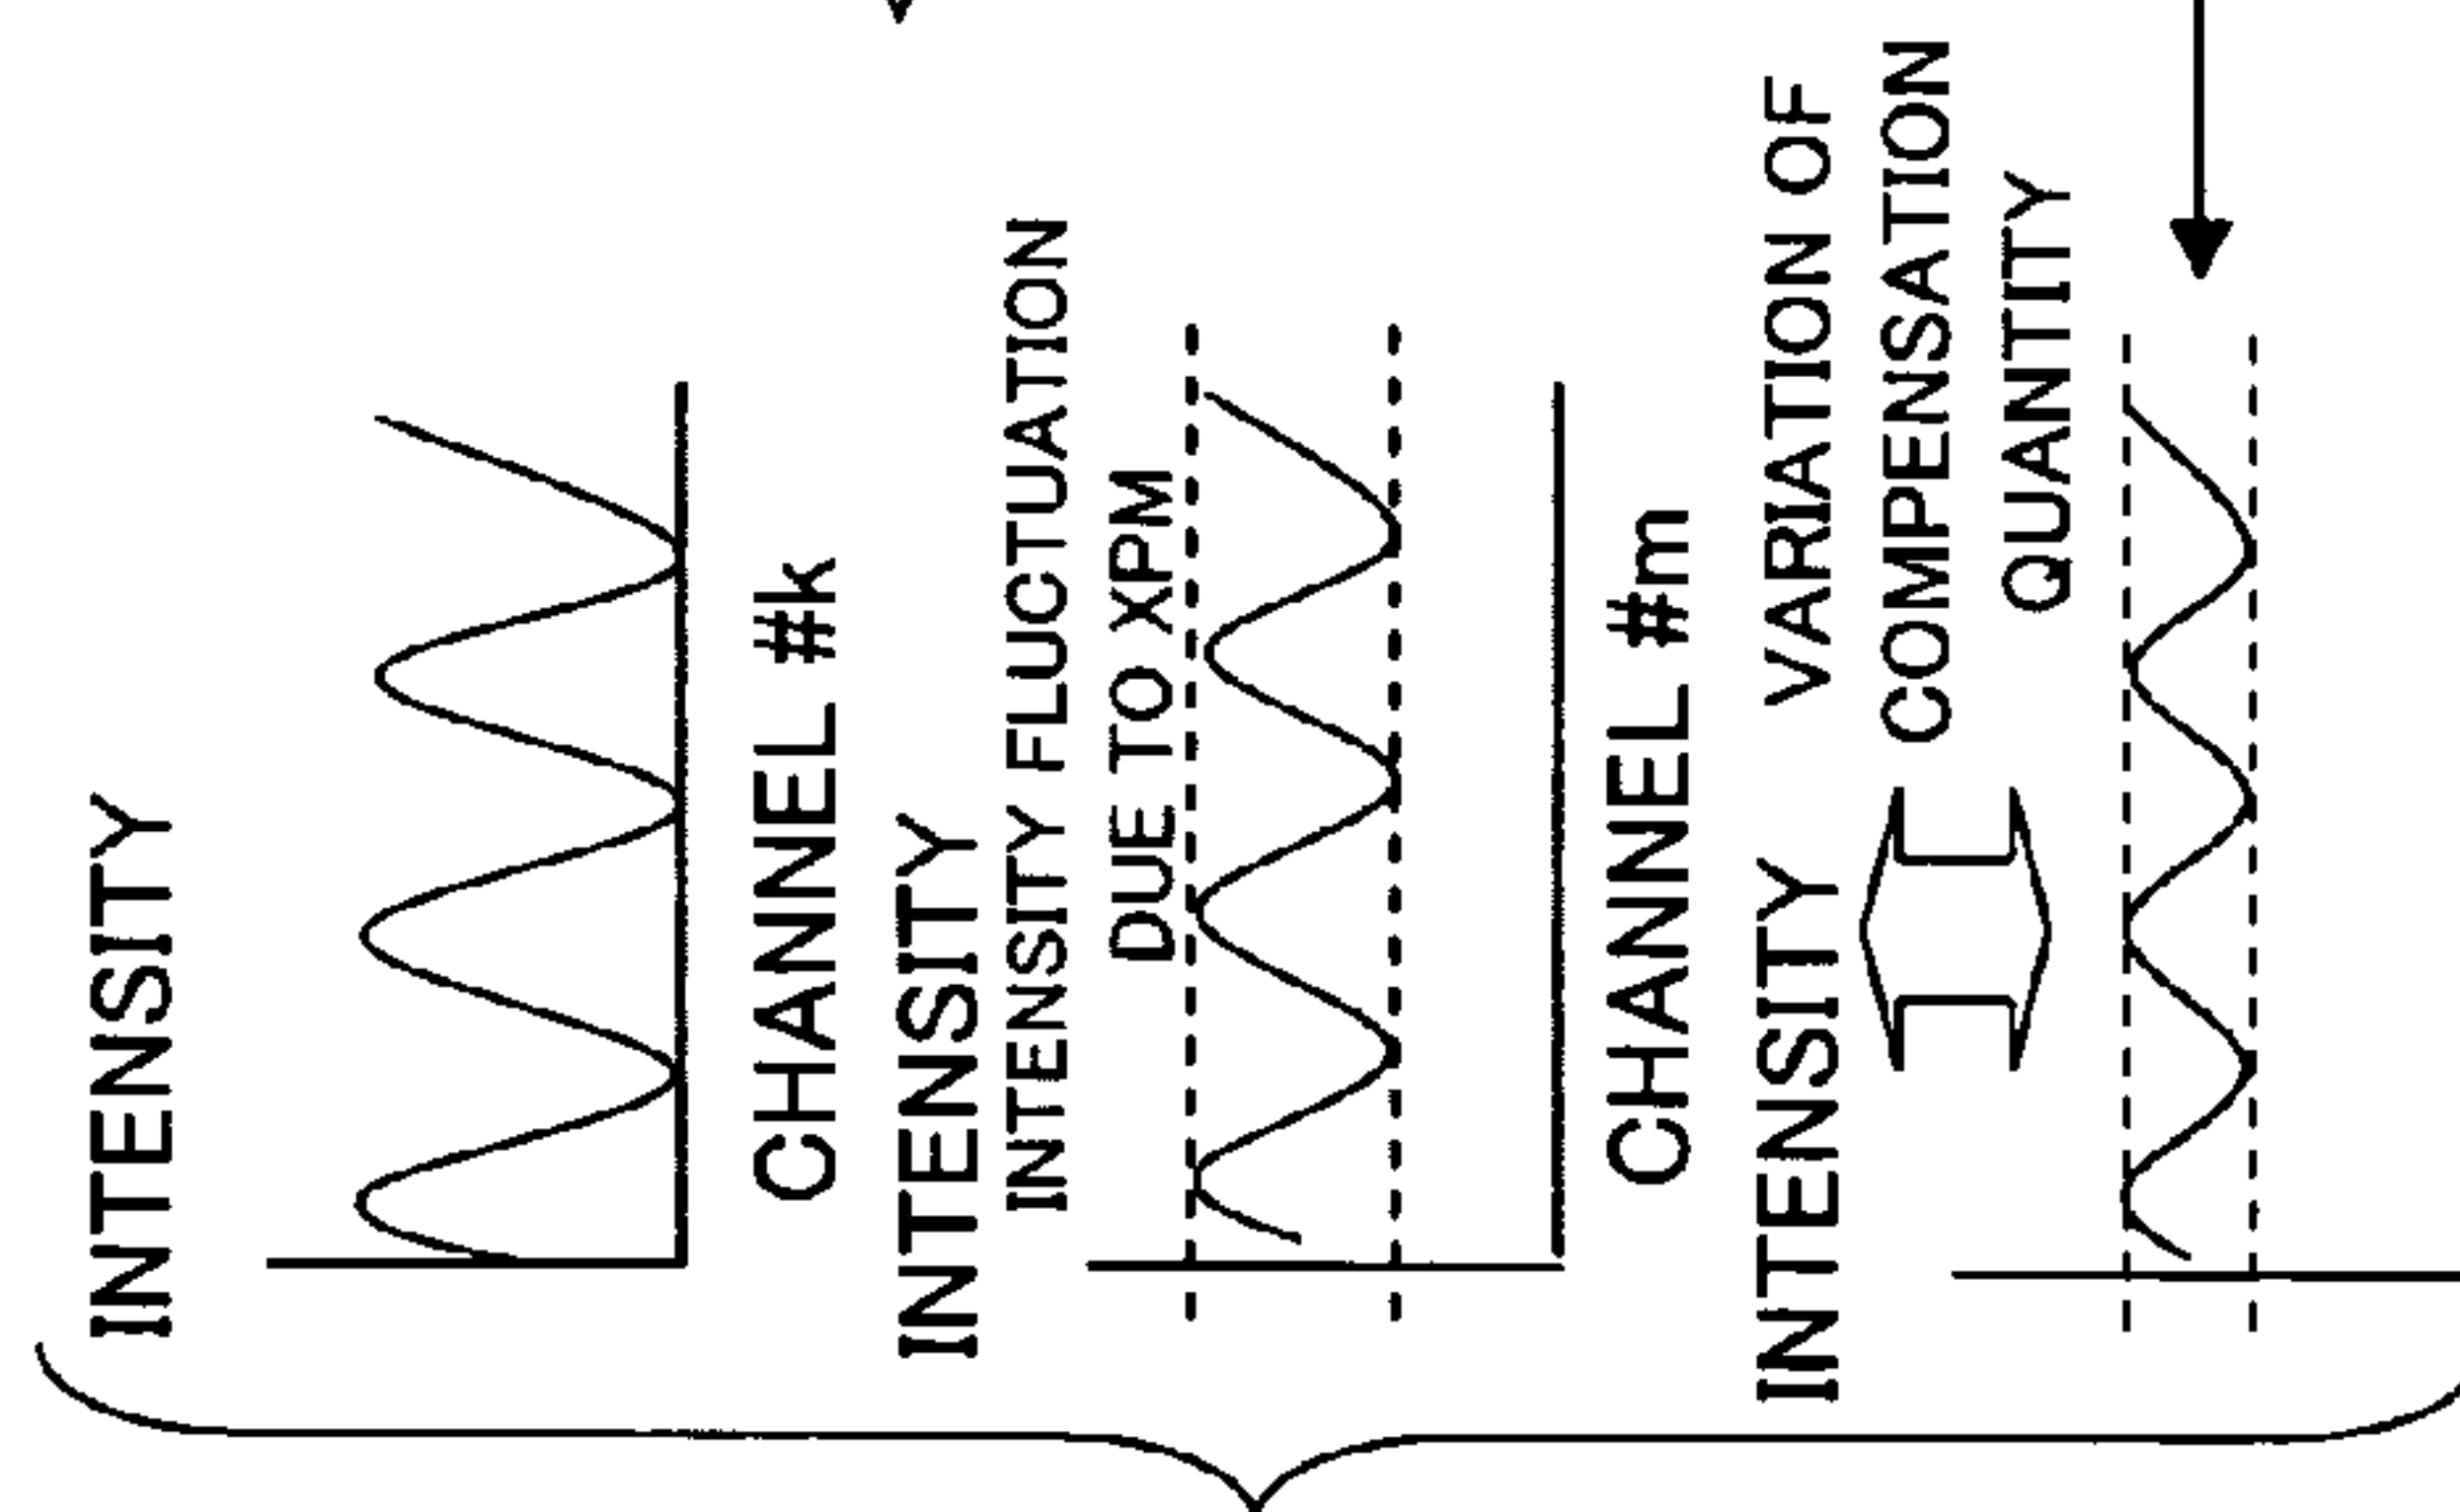 INTENSITY
CHANNEL #k
INTENSITY
INTENSITY FLUCTUATION
DUE TO XPM
CHANNEL #m
INTENSITY
VARIATION OF
COMPENSATION
QUANTITY